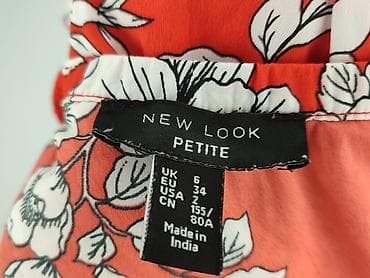 NEW LOOK
PETITE
UK 6
EU 34
USA 2
CN 155/
80A
Made in
India